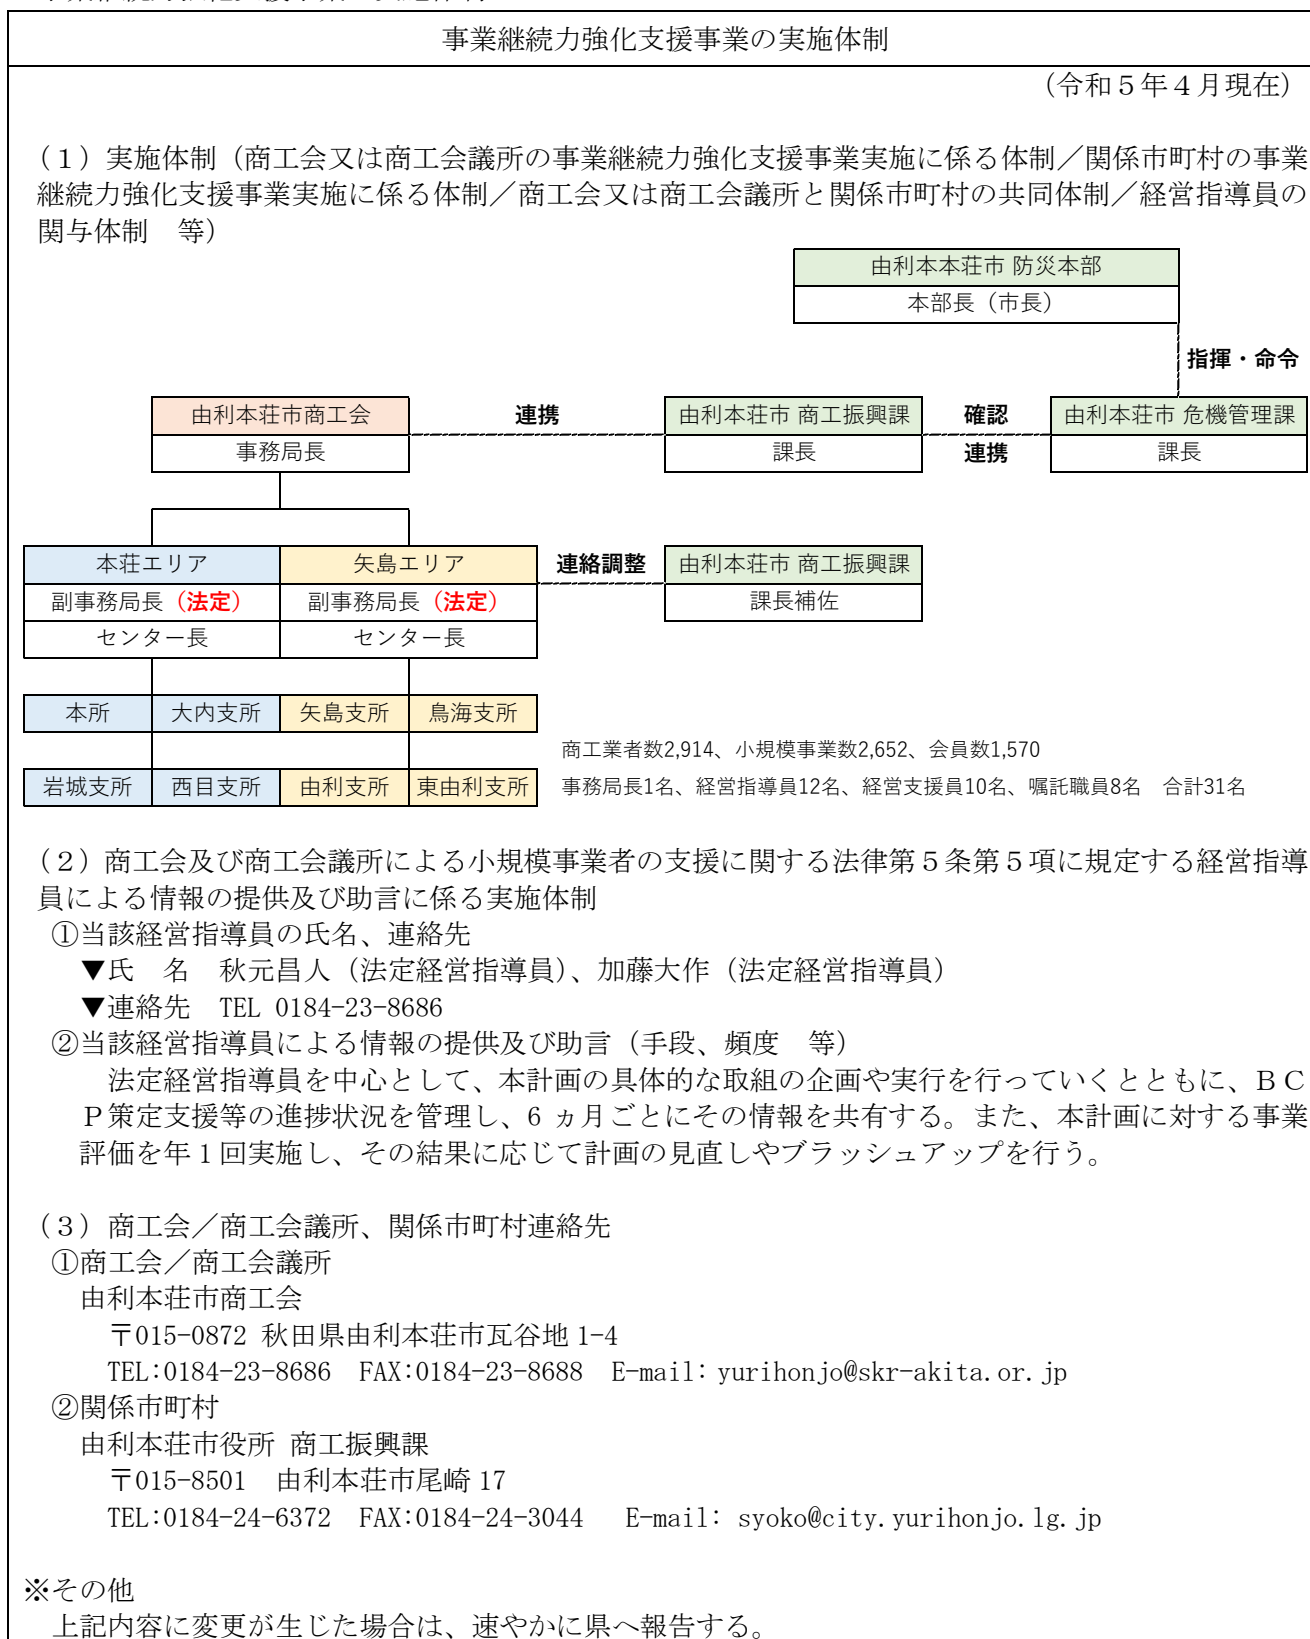 事業継続力強化支援事業の実施体制
（令和５年４月現在）
（１）実施体制（商工会又は商工会議所の事業継続力強化支援事業実施に係る体制／関係市町村の事業
継続力強化支援事業実施に係る体制／商工会又は商工会議所と関係市町村の共同体制／経営指導員の
関与体制　等）
由利本本荘市 防災本部
本部長（市長）
指揮・命令
由利本荘市商工会
連携
由利本荘市 商工振興課
確認
由利本荘市 危機管理課
事務局長
課長
連携
課長
本荘エリア
矢島エリア
連絡調整
由利本荘市 商工振興課
副事務局長（法定）
副事務局長（法定）
課長補佐
センター長
センター長
本所
大内支所
矢島支所
鳥海支所
商工業者数2,914、小規模事業数2,652、会員数1,570
岩城支所
西目支所
由利支所
東由利支所
事務局長1名、経営指導員12名、経営支援員10名、嘱託職員8名　合計31名
（２）商工会及び商工会議所による小規模事業者の支援に関する法律第５条第５項に規定する経営指導
員による情報の提供及び助言に係る実施体制
①当該経営指導員の氏名、連絡先
▼氏　名　秋元昌人（法定経営指導員）、加藤大作（法定経営指導員）
▼連絡先　TEL 0184-23-8686
②当該経営指導員による情報の提供及び助言（手段、頻度　等）
法定経営指導員を中心として、本計画の具体的な取組の企画や実行を行っていくとともに、ＢＣ
Ｐ策定支援等の進捗状況を管理し、6 ヵ月ごとにその情報を共有する。また、本計画に対する事業
評価を年１回実施し、その結果に応じて計画の見直しやブラッシュアップを行う。
（３）商工会／商工会議所、関係市町村連絡先
①商工会／商工会議所
由利本荘市商工会
〒015-0872 秋田県由利本荘市瓦谷地 1-4
TEL:0184-23-8686　FAX:0184-23-8688　E-mail: yurihonjo@skr-akita.or.jp
②関係市町村
由利本荘市役所 商工振興課
〒015-8501　由利本荘市尾崎 17
TEL:0184-24-6372　FAX:0184-24-3044　 E-mail: syoko@city.yurihonjo.lg.jp
※その他
上記内容に変更が生じた場合は、速やかに県へ報告する。